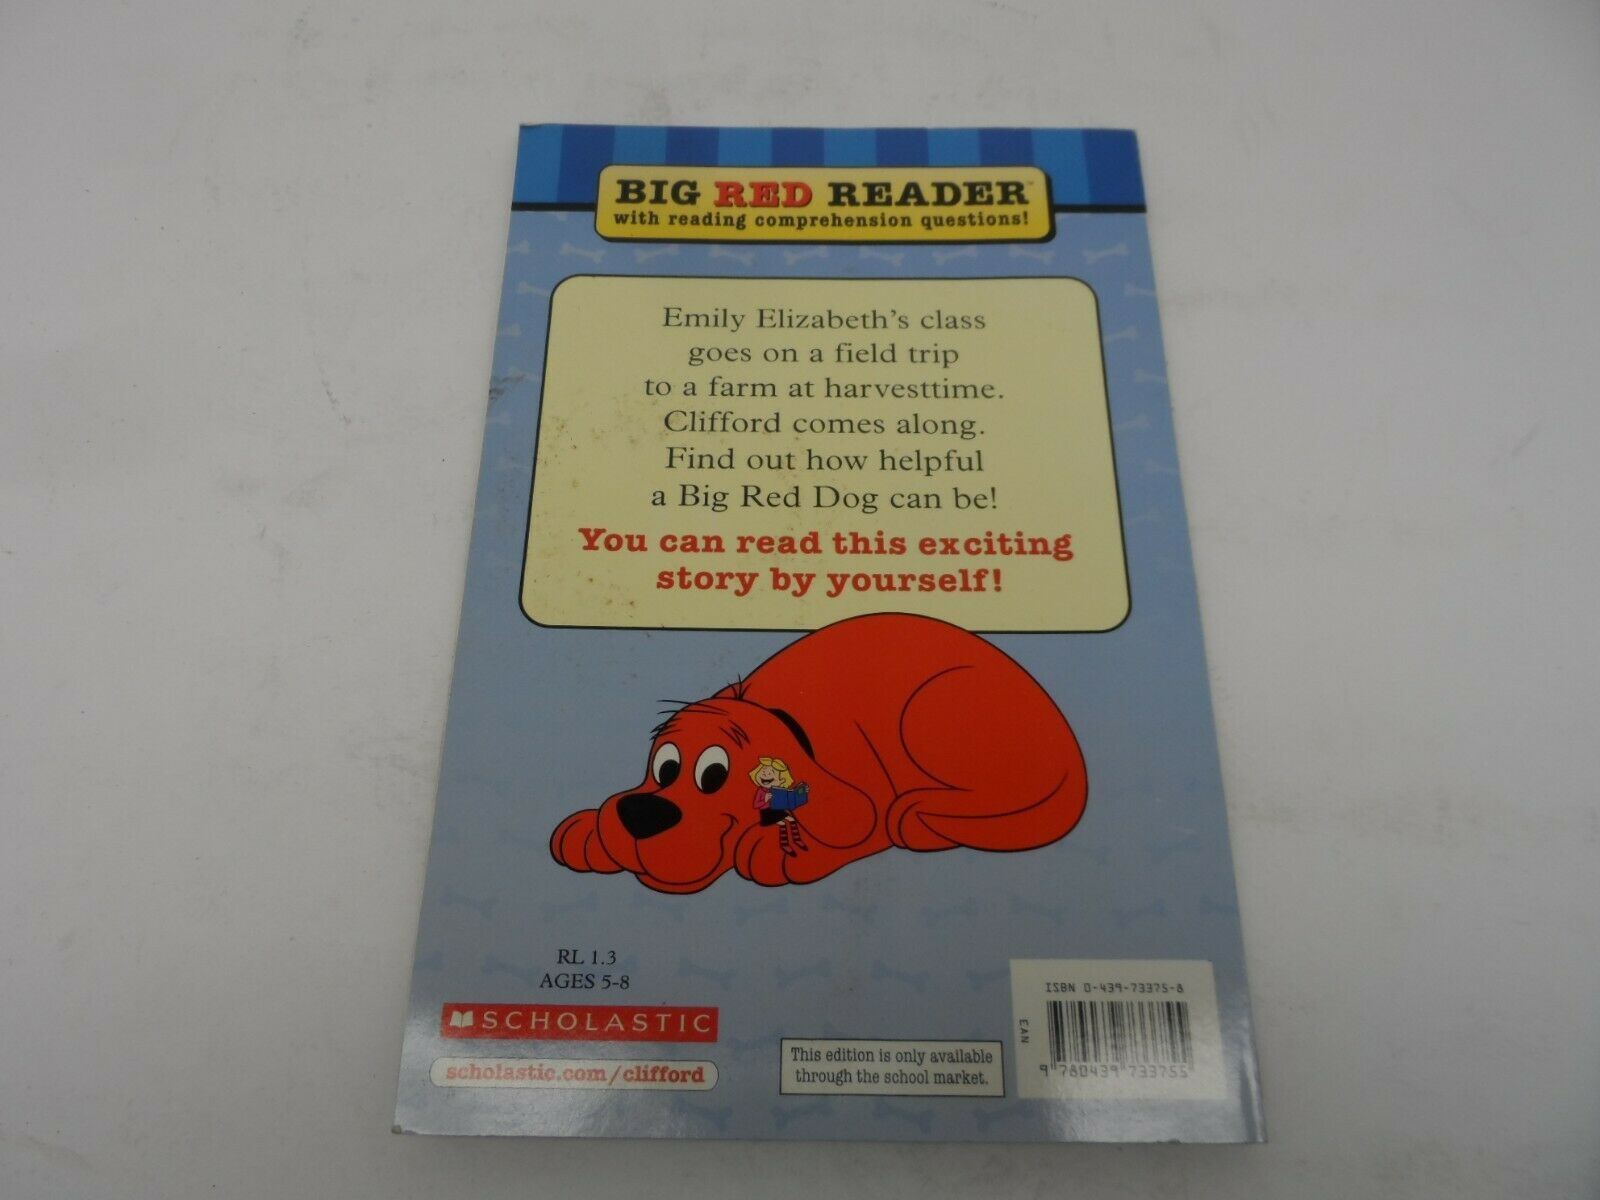 BIG RED READER™
with reading comprehension questions!
Emily Elizabeth's class
goes on a field trip
to a farm at harvesttime.
Clifford comes along.
Find out how helpful
a Big Red Dog can be!
You can read this exciting
story by yourself!
RL 1.3
AGES 5-8
SCHOLASTIC
scholastic.com/clifford
This edition is only available
through the school market.
ISBN 0-439-73375-8
EAN
9 780439 733755